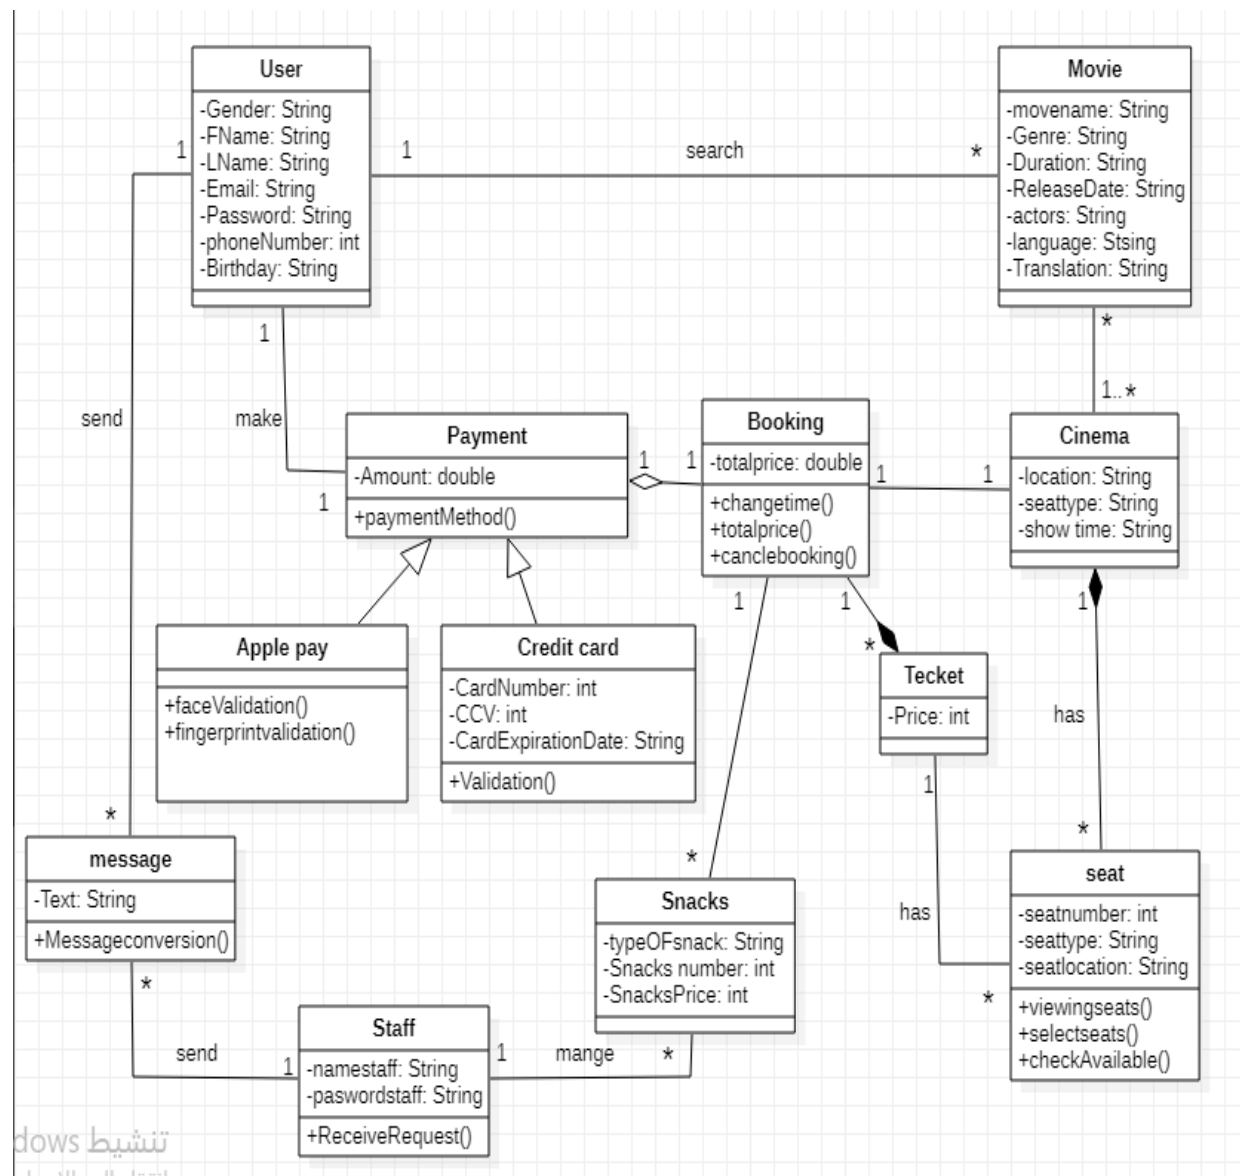 User
-Gender: String
-FName: String
-LName: String
-Email: String
-Password: String
-phoneNumber: int
-Birthday: String
1
1
search
*
Movie
-movename: String
-Genre: String
-Duration: String
-ReleaseDate: String
-actors: String
-language: Stsing
-Translation: String
1
make
1
send
*
1..*
Payment
-Amount: double
+paymentMethod()
1
1
Booking
-totalprice: double
+changetime()
+totalprice()
+canclebooking()
1
1
Cinema
-location: String
-seattype: String
-show time: String
Apple pay
+faceValidation()
+fingerprintvalidation()
Credit card
-CardNumber: int
-CCV: int
-CardExpirationDate: String
+Validation()
1
1
*
Tecket
-Price: int
1
has
*
1
has
*
seat
-seatnumber: int
-seattype: String
-seatlocation: String
+viewingseats()
+selectseats()
+checkAvailable()
*
message
-Text: String
+Messageconversion()
*
send
1
*
Snacks
-typeOFsnack: String
-Snacks number: int
-SnacksPrice: int
Staff
-namestaff: String
-paswordstaff: String
+ReceiveRequest()
1
mange
*
تنشيط dows